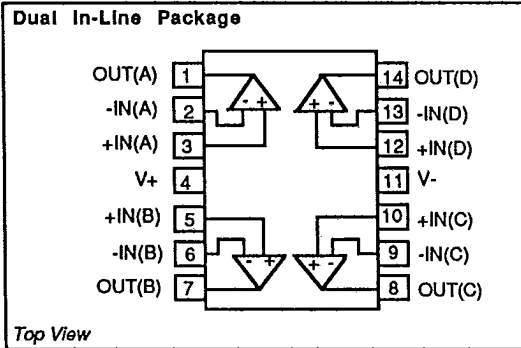 Dual In-Line Package
OUT(A) 1 14 OUT(D)
-IN(A) 2 - + + - 13 -IN(D)
+IN(A) 3 12 +IN(D)
V+ 4 11 V-
+IN(B) 5 10 +IN(C)
-IN(B) 6 - + + - 9 -IN(C)
OUT(B) 7 8 OUT(C)
Top View